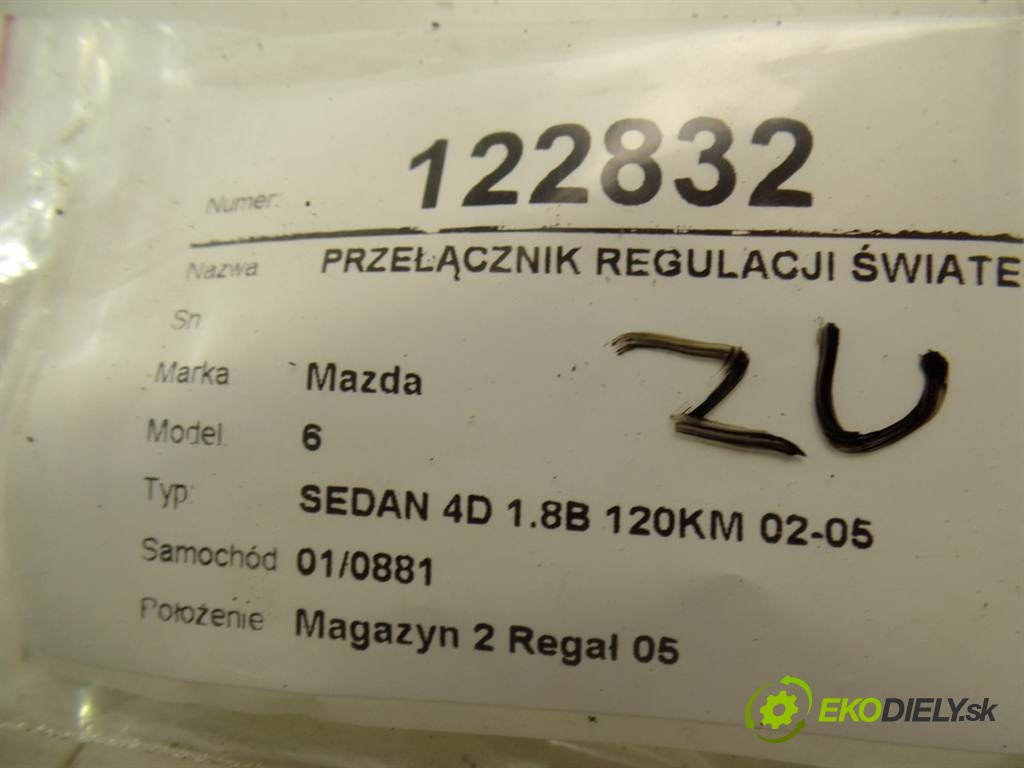 Numer: 122832
Nazwa PRZEŁĄCZNIK REGULACJI ŚWIATE
Sn
Marka Mazda
ZU
Model 6
Typ: SEDAN 4D 1.8B 120KM 02-05
Samochód 01/0881
Położenie Magazyn 2 Regał 05
EKODIELY.sk